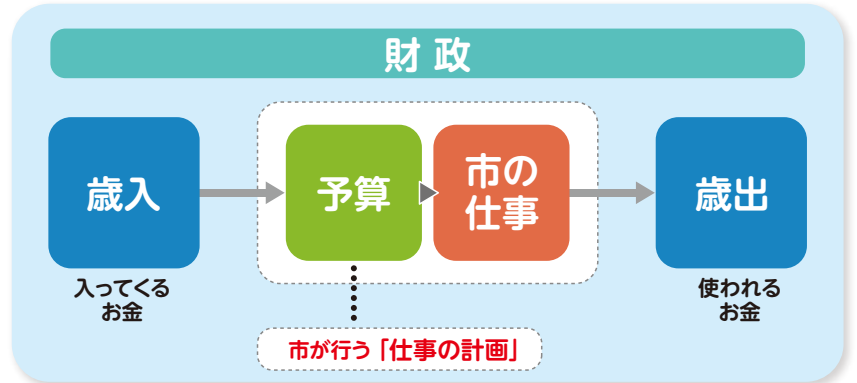 財政
歳入
予算
市の
仕事
歳出
入ってくる
お金
使われる
お金
市が行う「仕事の計画」